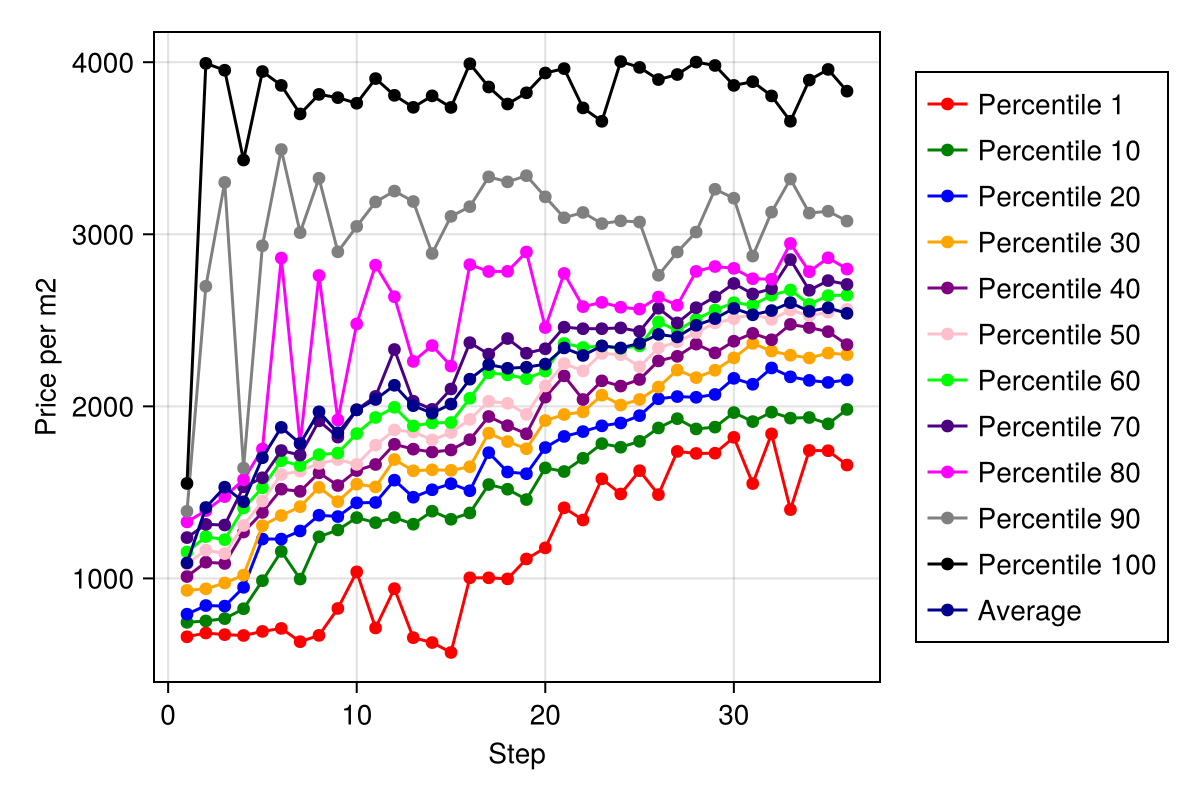 4000
3000
2000
1000
Price per m2
0
10
20
30
Step
Percentile 1
Percentile 10
Percentile 20
Percentile 30
Percentile 40
Percentile 50
Percentile 60
Percentile 70
Percentile 80
Percentile 90
Percentile 100
Average